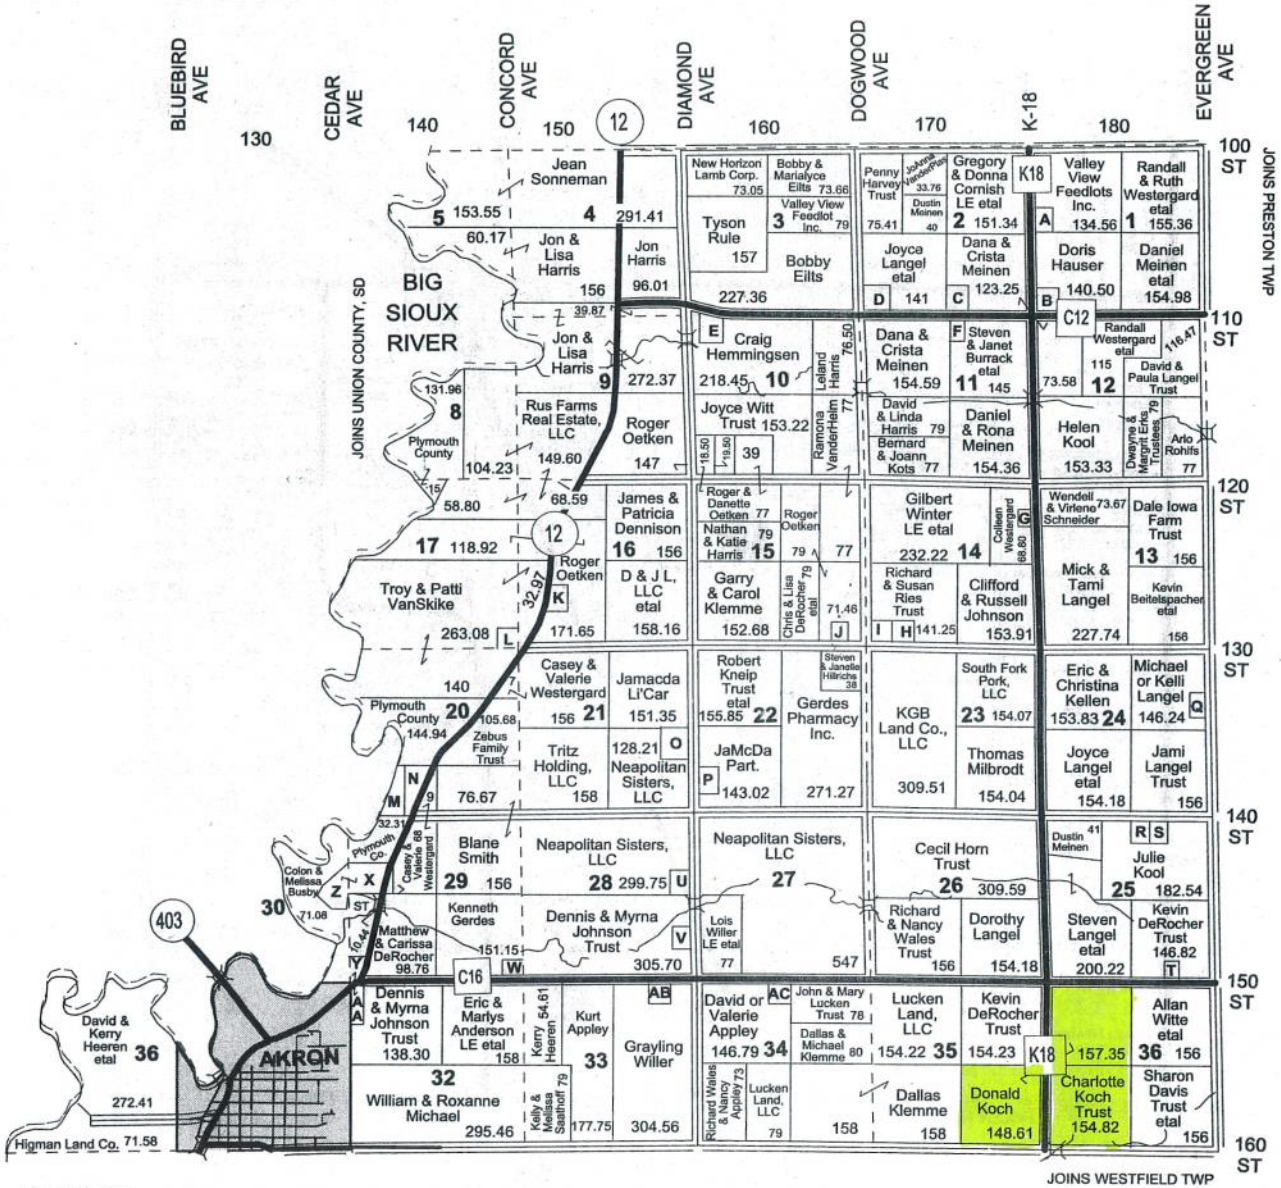 BLUEBIRD
AVE
130
CEDAR
AVE
140
CONCORD
AVE
150
12
DIAMOND
AVE
160
DOGWOOD
AVE
170
K-18
180
EVERGREEN
AVE
100
ST
JOINS PRESTON TWP
Jean
Sonneman
5 153.55
4 291.41
60.17
New Horizon
Lamb Corp.
73.05
Bobby &
Marialyce
Eilts 73.66
Tyson
Rule
157
3
Valley View
Feedlot
Inc. 79
Bobby
Eilts
227.36
Penny
Harvey
Trust
75.41
JoAnna
VanderPlas
33.76
Dustin
Meinen
40
Gregory
& Donna
Cornish
LE etal
2 151.34
K18
A
Valley
View
Feedlots
Inc.
134.56
Randall
& Ruth
Westergard
etal
1 155.36
Jon &
Lisa
Harris
156
Jon
Harris
96.01
39.87
Joyce
Langel
etal
D 141
Dana &
Crista
Meinen
C 123.25
Doris
Hauser
B 140.50
Daniel
Meinen
etal
154.98
C12
110
ST
JOINS UNION COUNTY, SD
BIG
SIOUX
RIVER
Jon &
Lisa
Harris
9 272.37
E
Craig
Hemmingsen
218.45 10
Leland
Harris
76.50
Dana &
Crista
Meinen
154.59
F
Steven
& Janet
Burrack
etal
11 145
73.58
Randall
Westergard
etal
115
12
116.47
David &
Paula Langel
Trust
131.96
8
Plymouth
County
104.23
15
58.80
Rus Farms
Real Estate,
LLC
149.60
Roger
Oetken
147
Joyce Witt
Trust 153.22
18.50
19.50
39
Ramona
VanderHelm
77
David
& Linda
Harris 79
Bernard
& Joann
Kots 77
Daniel
& Rona
Meinen
154.36
Helen
Kool
153.33
Dwayne &
Margrit Erks
Trustees 79
Arlo
Rohlfs
77
120
ST
68.59
12
17 118.92
James &
Patricia
Dennison
16 156
Roger &
Danette
Oetken 77
Nathan
& Katie
Harris
79
15
Roger
Oetken
79
77
Gilbert
Winter
LE etal
232.22 14
Colleen
Westergard
68.60
G
Wendell
& Virlene
Schneider
73.67
Dale Iowa
Farm
Trust
13 156
Troy & Patti
VanSkike
263.08
L
32.97
Roger
Oetken
K
171.65
D & J L,
LLC
etal
158.16
Garry
& Carol
Klemme
152.68
Chris & Lisa
DeRocher
etal
79
71.46
J
Richard
& Susan
Ries
Trust
I H 141.25
Clifford
& Russell
Johnson
153.91
Mick &
Tami
Langel
227.74
Kevin
Beitelspacher
etal
156
130
ST
140
7
Plymouth
County
144.94
20
105.68
Zebus
Family
Trust
Casey &
Valerie
Westergard
156 21
Jamacda
Li'Car
151.35
Robert
Kneip
Trust
etal
155.85 22
Steven
& Janelle
Hillrichs
38
Gerdes
Pharmacy
Inc.
271.27
KGB
Land Co.,
LLC
309.51
South Fork
Pork,
LLC
23 154.07
Eric &
Christina
Kellen
153.83 24
Michael
or Kelli
Langel
146.24
Q
N
M
9
76.67
Tritz
Holding,
LLC
158
128.21
O
Neapolitan
Sisters,
LLC
P
JaMcDa
Part.
143.02
Thomas
Milbrodt
154.04
Joyce
Langel
etal
154.18
Jami
Langel
Trust
156
140
ST
32.31
Plymouth
Co.
Casey &
Valerie 68
Westergard
Blane
Smith
29 156
Neapolitan Sisters,
LLC
28 299.75
U
Neapolitan Sisters,
LLC
27
Cecil Horn
Trust
26 309.59
Dustin
Meinen
41
R S
Julie
Kool
25 182.54
Colon &
Melissa
Busby
Z
X
30
71.08
ST
10.44
Y
Matthew
& Carissa
DeRocher
98.76
Kenneth
Gerdes
151.15
W
Dennis & Myrna
Johnson
Trust
305.70
V
Lois
Willer
LE etal
77
547
Richard
& Nancy
Wales
Trust
156
Dorothy
Langel
154.18
Steven
Langel
etal
200.22
Kevin
DeRocher
Trust
146.82
T
C16
150
ST
403
AKRON
David &
Kerry
Heeren
etal
36
272.41
Higman Land Co. 71.58
AA
Dennis
& Myrna
Johnson
Trust
138.30
Eric &
Marlys
Anderson
LE etal
158
Kerry
Heeren
54.61
Kurt
Appley
33
AB
Grayling
Willer
304.56
David or
Valerie
Appley
146.79 34
AC
John & Mary
Lucken
Trust 78
Dallas &
Michael
Klemme 80
Lucken
Land,
LLC
154.22 35
Kevin
DeRocher
Trust
154.23
K18
157.35
Allan
Witte
etal
36 156
32
William & Roxanne
Michael
295.46
Kelly &
Melissa
Saathoff 79
177.75
Richard Wales
& Nancy
Appley 73
Lucken
Land,
LLC
79
158
Dallas
Klemme
158
Donald
Koch
148.61
Charlotte
Koch
Trust
154.82
Sharon
Davis
Trust
etal
156
160
ST
JOINS WESTFIELD TWP